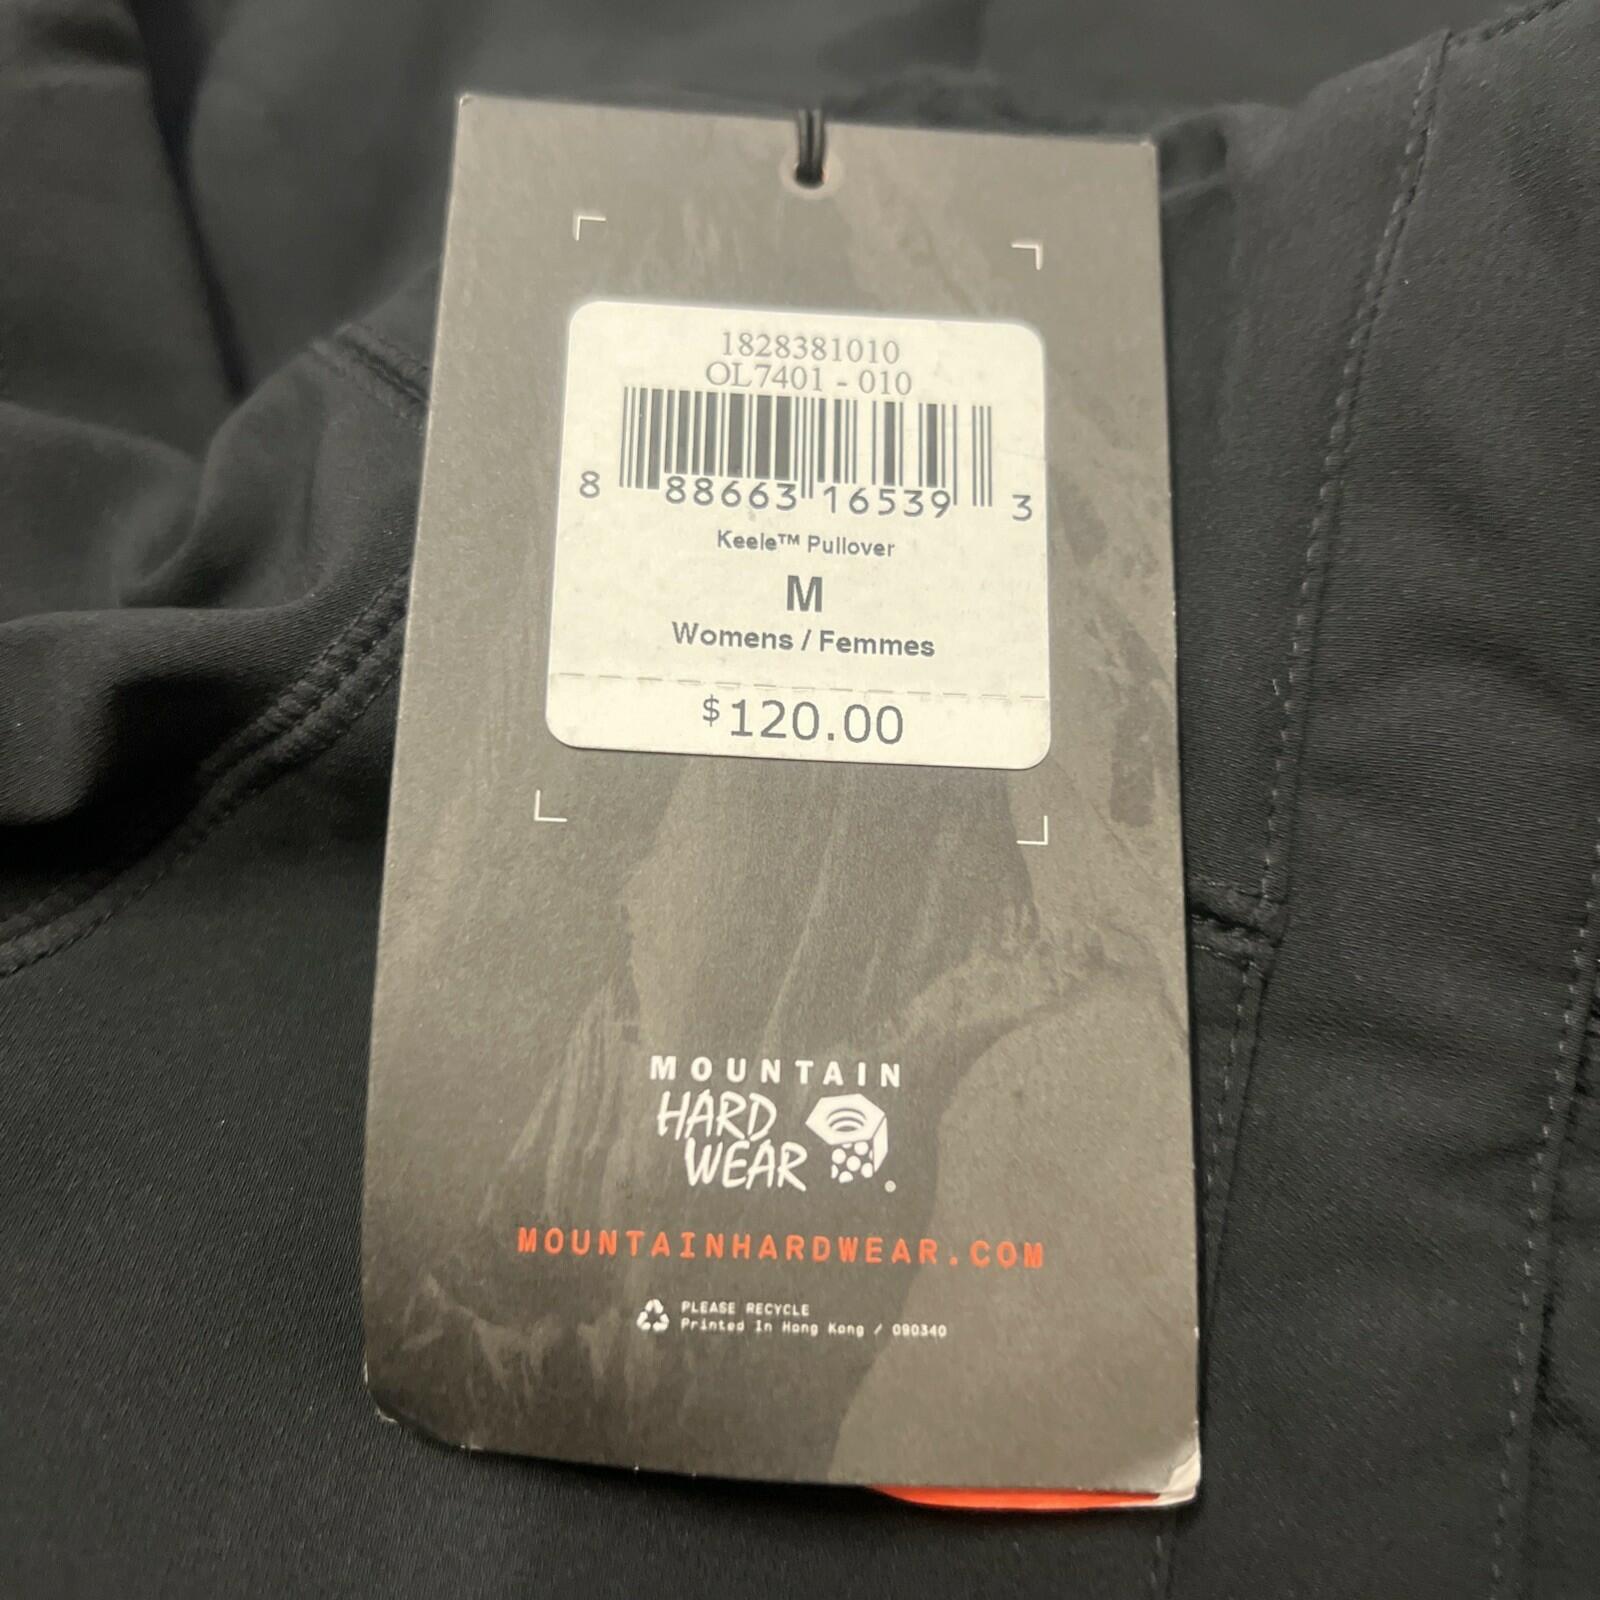 1828381010
OL7401 - 010
8 88663 16539 3
Keele™ Pullover
M
Womens / Femmes
$120.00
MOUNTAIN
HARD
WEAR
MOUNTAINHARDWEAR.COM
PLEASE RECYCLE
Printed In Hong Kong / 090340